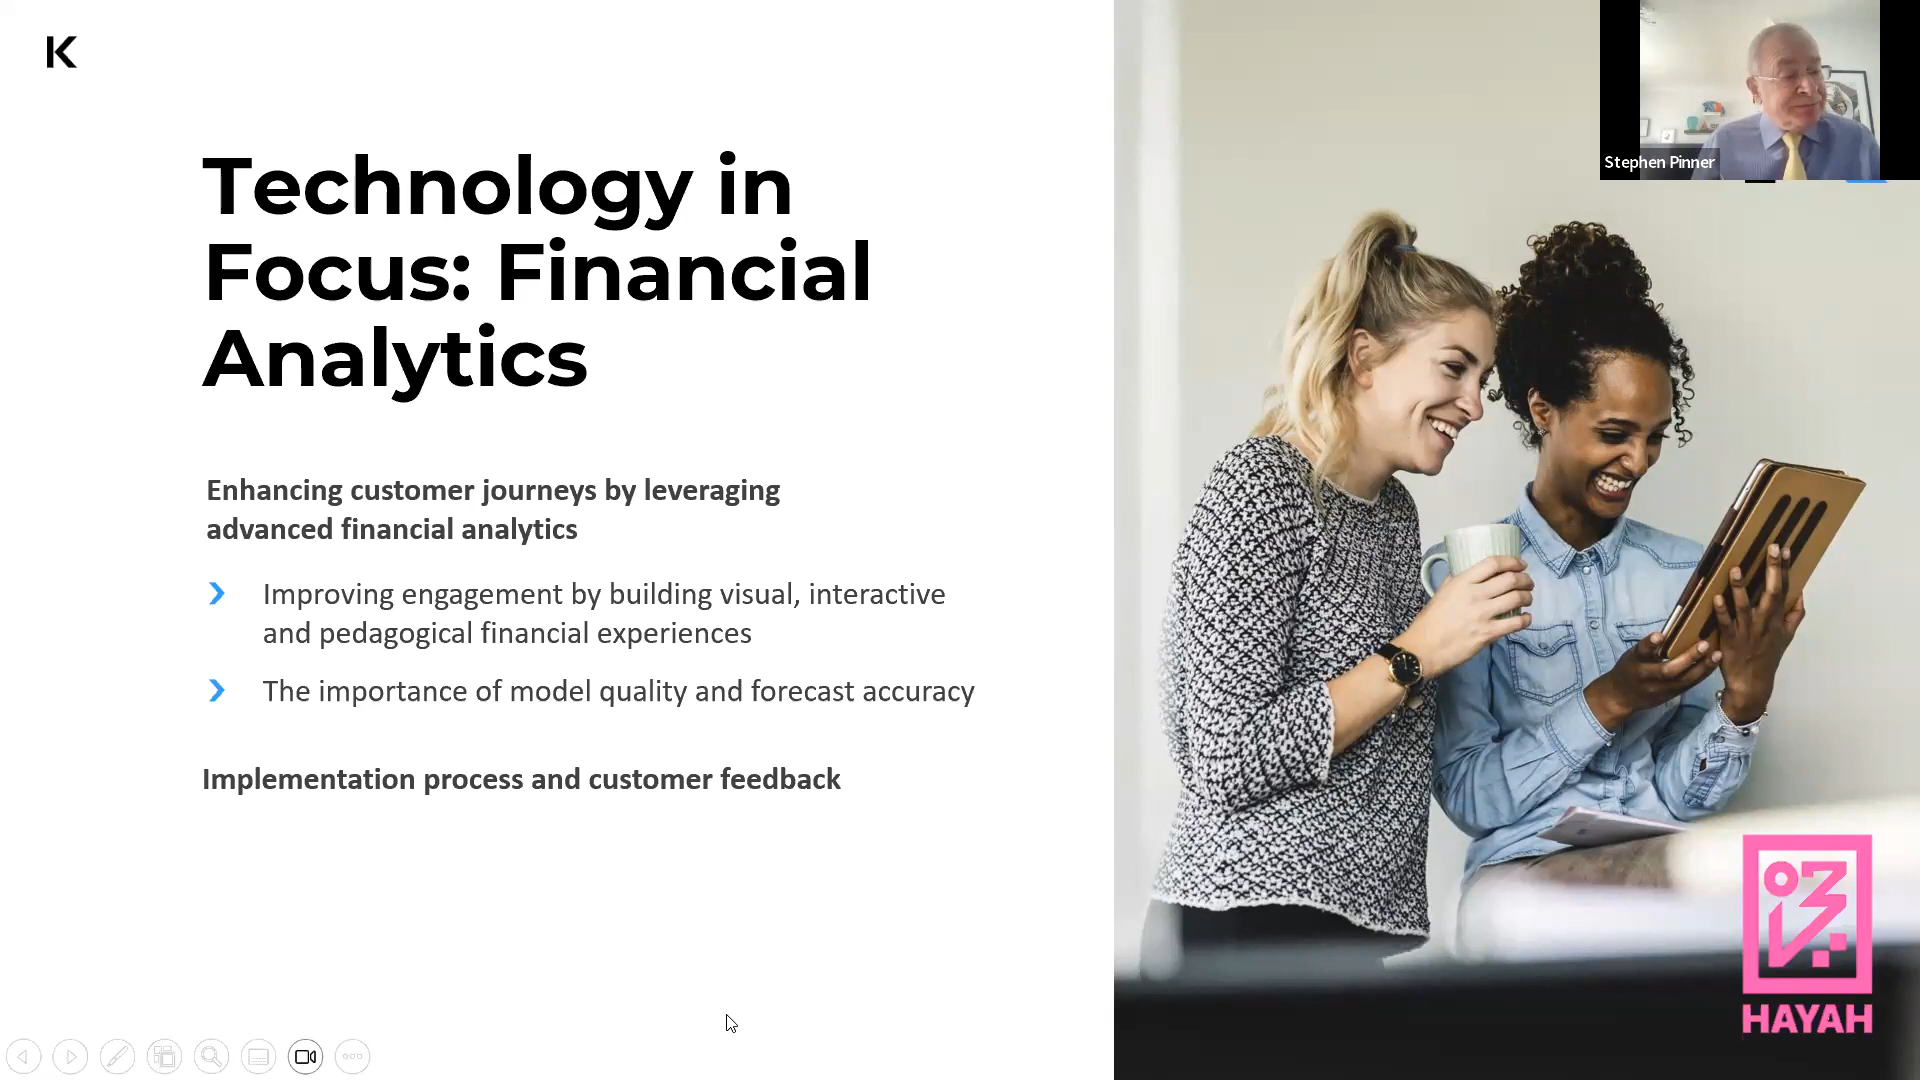 K
Stephen Pinner
Technology in
Focus: Financial
Analytics
Enhancing customer journeys by leveraging
advanced financial analytics
Improving engagement by building visual, interactive
and pedagogical financial experiences
The importance of model quality and forecast accuracy
Implementation process and customer feedback
HAYAH